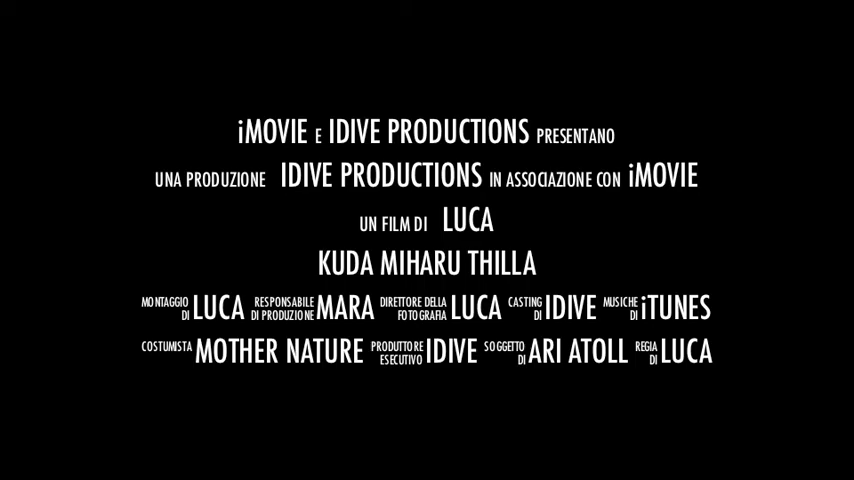 iMOVIE E IDIVE PRODUCTIONS PRESENTANO
UNA PRODUZIONE IDIVE PRODUCTIONS IN ASSOCIAZIONE CON iMOVIE
UN FILM DI LUCA
KUDA MIHARU THILLA
MONTAGGIO DI LUCA RESPONSABILE DI PRODUZIONE MARA DIRETTORE DELLA FOTOGRAFIA LUCA CASTING DI IDIVE MUSICHE DI iTUNES
COSTUMISTA MOTHER NATURE PRODUTTORE ESECUTIVO IDIVE SOGGETTO DI ARI ATOLL REGIA DI LUCA